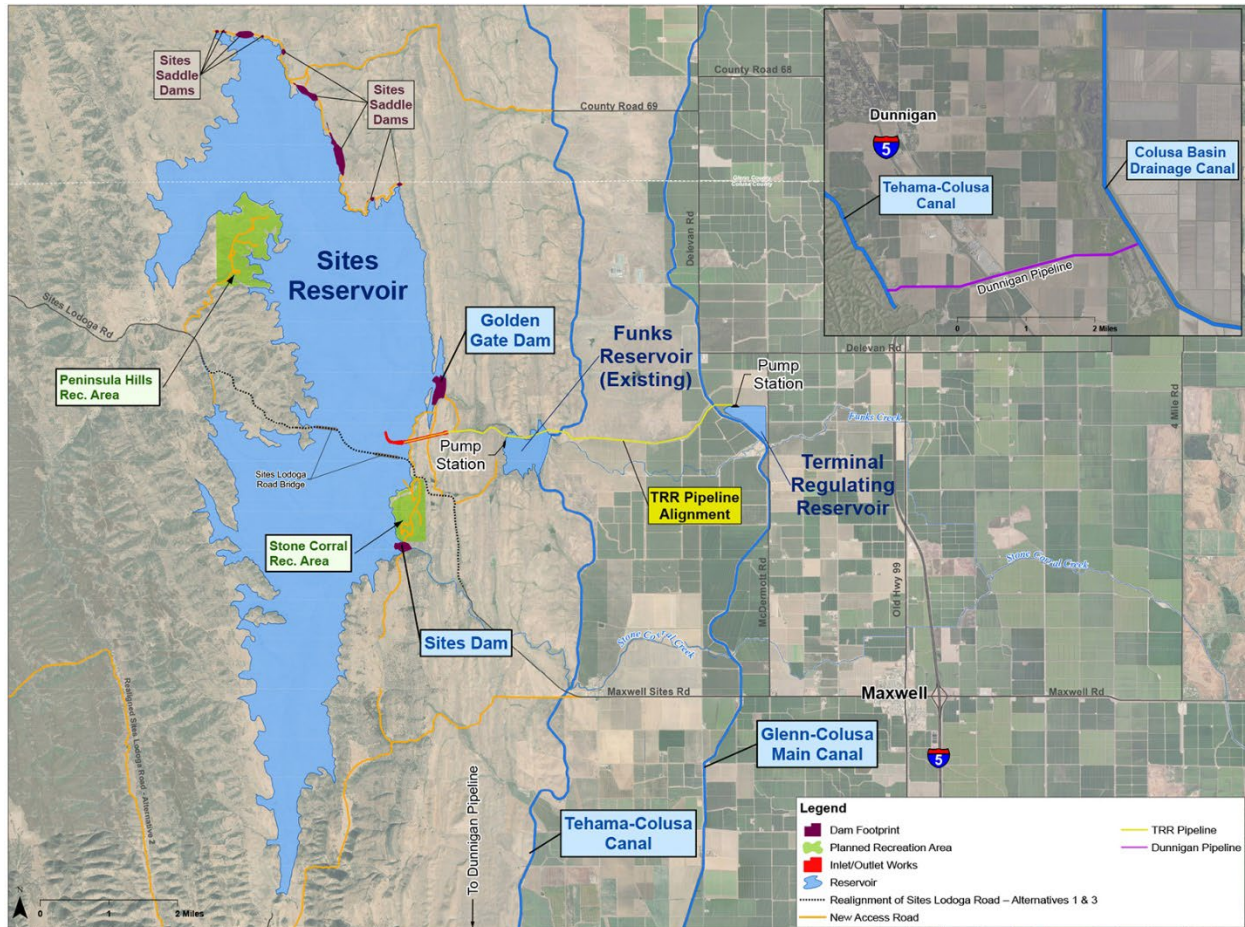 Sites
Saddle
Dams
Sites
Saddle
Dams
County Road 68
County Road 69
Glenn County
Colusa County
Delevan Rd
Sites
Reservoir
Sites Lodoga Rd
Peninsula Hills
Rec. Area
Golden
Gate Dam
Funks
Reservoir
(Existing)
Delevan Rd
Pump
Station
Funks Creek
4 Mile Rd
Pump
Station
Sites Lodoga
Road Bridge
TRR Pipeline
Alignment
Terminal
Regulating
Reservoir
Stone Corral
Rec. Area
McDermott Rd
Old Hwy 99
Stone Corral Creek
Sites Dam
Stone Corral Creek
Maxwell Sites Rd
Maxwell
Maxwell Rd
Realigned Sites Lodoga Road - Alternative 2
Glenn-Colusa
Main Canal
5
To Dunnigan Pipeline
Tehama-Colusa
Canal
N
0 1 2 Miles
Dunnigan
5
Colusa Basin
Drainage Canal
Tehama-Colusa
Canal
Dunnigan Pipeline
0 1 2 Miles
Legend
Dam Footprint
Planned Recreation Area
Inlet/Outlet Works
Reservoir
Realignment of Sites Lodoga Road – Alternatives 1 & 3
New Access Road
TRR Pipeline
Dunnigan Pipeline